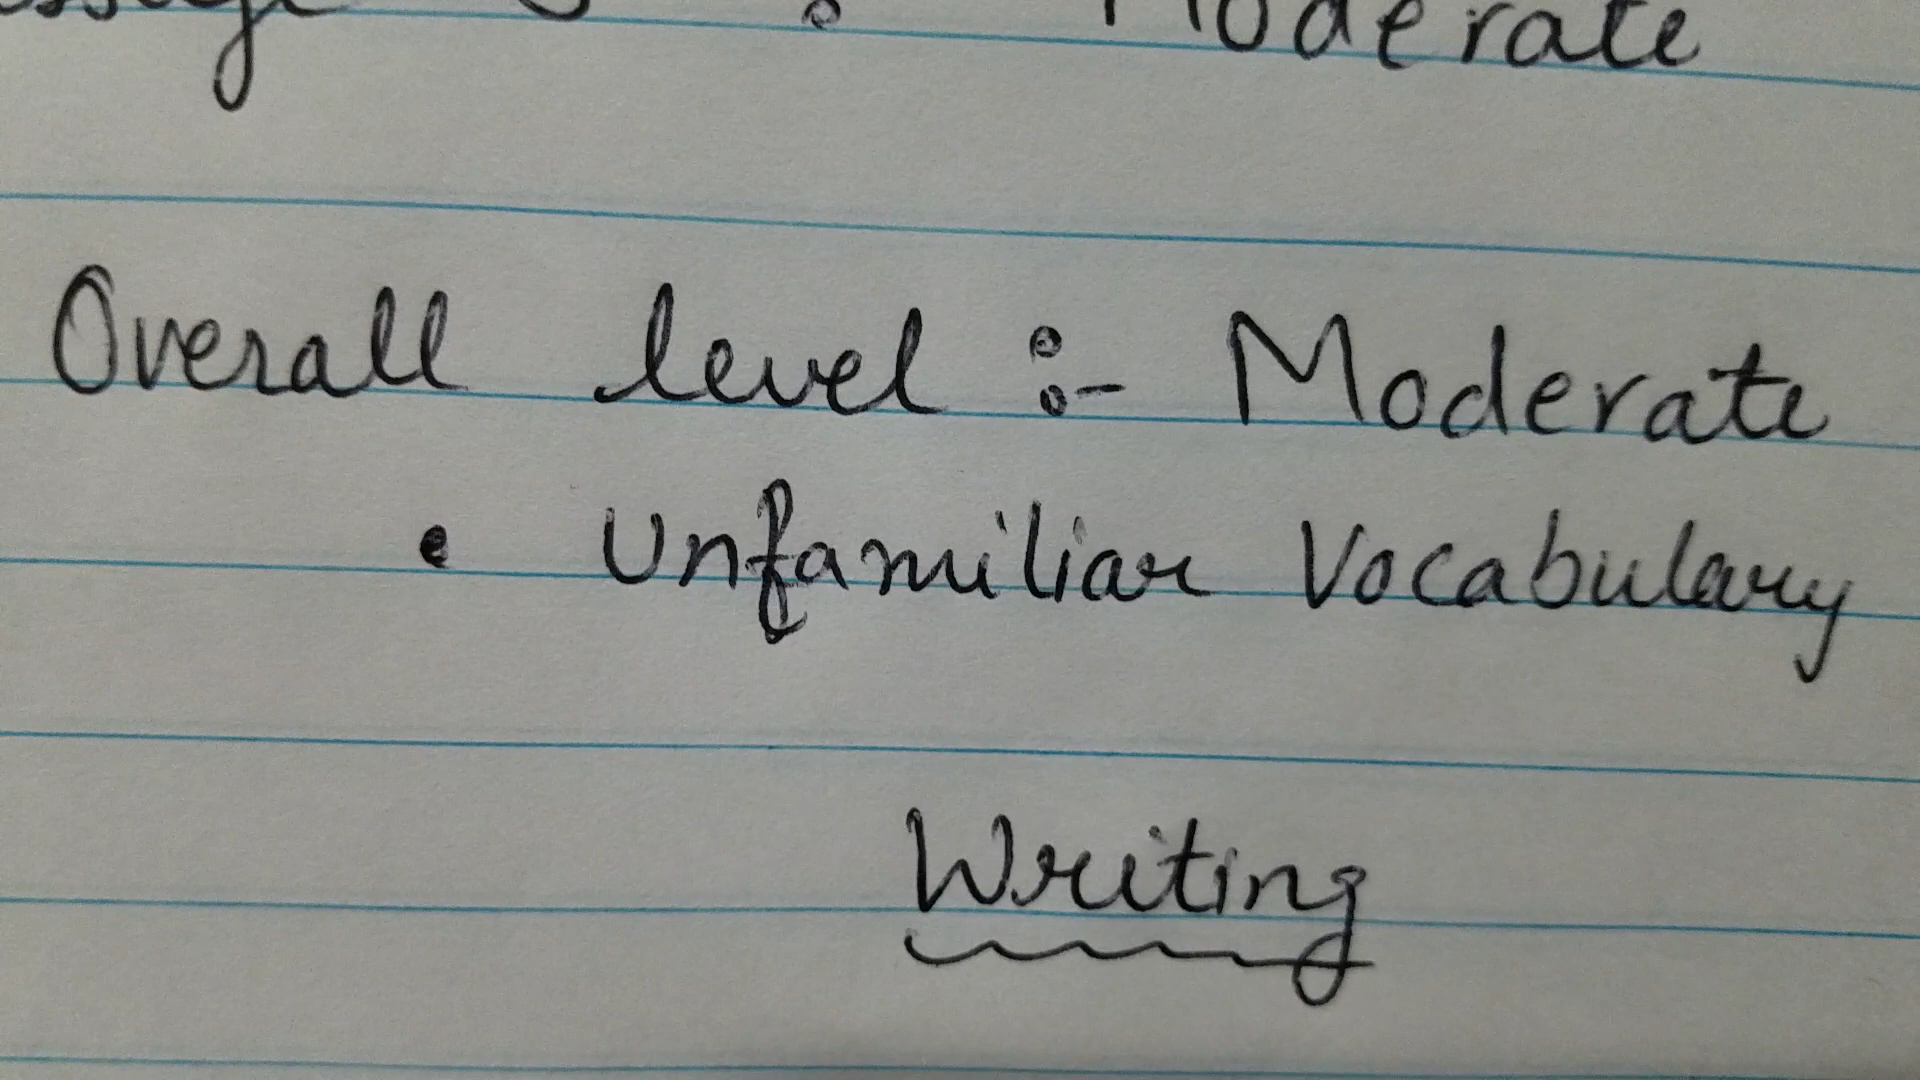 : Moderate
Overall level :- Moderate
• Unfamiliar Vocabulary
Writing